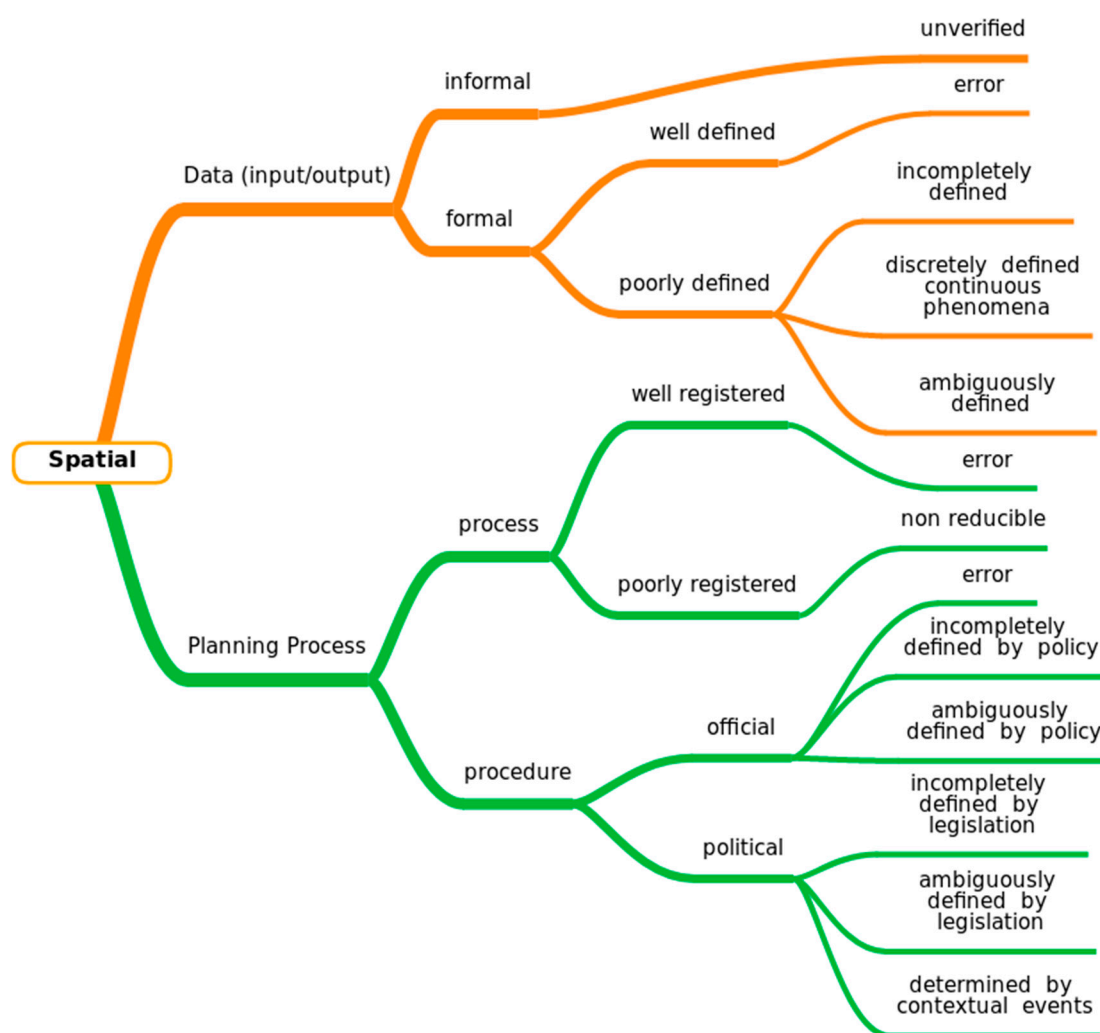 unverified
informal
error
well defined
Data (input/output)
incompletely
defined
formal
discretely defined
continuous
phenomena
poorly defined
ambiguously
defined
well registered
Spatial
error
process
non reducible
poorly registered
error
Planning Process
incompletely
defined by policy
official
ambiguously
defined by policy
procedure
incompletely
defined by
legislation
political
ambiguously
defined by
legislation
determined by
contextual events